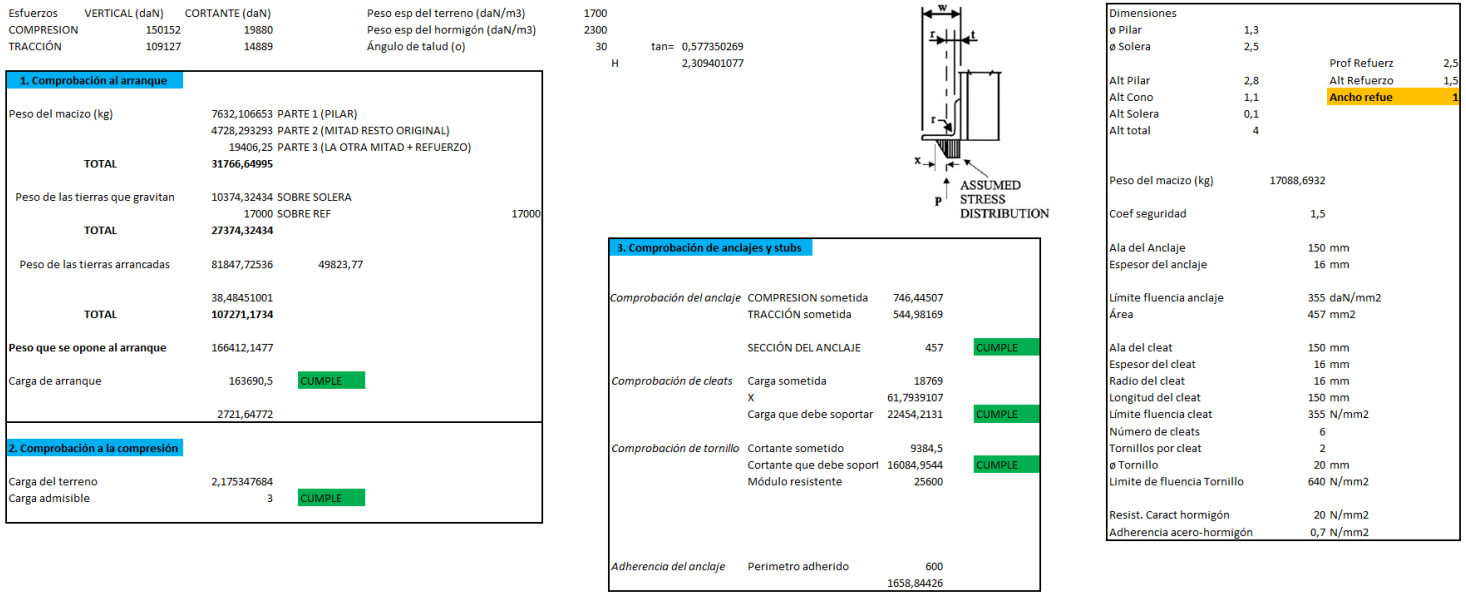 Esfuerzos VERTICAL (daN) CORTANTE (daN)
COMPRESION 150152 19880
TRACCIÓN 109127 14889
Peso esp del terreno (daN/m3) 1700
Peso esp del hormigón (daN/m3) 2300
Ángulo de talud (o) 30 tan= 0,577350269
H 2,309401077
1. Comprobación al arranque
Peso del macizo (kg) 7632,106653 PARTE 1 (PILAR)
4728,293293 PARTE 2 (MITAD RESTO ORIGINAL)
19406,25 PARTE 3 (LA OTRA MITAD + REFUERZO)
TOTAL 31766,64995
Peso de las tierras que gravitan 10374,32434 SOBRE SOLERA
17000 SOBRE REF 17000
TOTAL 27374,32434
Peso de las tierras arrancadas 81847,72536 49823,77
38,48451001
TOTAL 107271,1734
Peso que se opone al arranque 166412,1477
Carga de arranque 163690,5 CUMPLE
2721,64772
2. Comprobación a la compresión
Carga del terreno 2,175347684
Carga admisible 3 CUMPLE
w
r t
r
x
P
ASSUMED
STRESS
DISTRIBUTION
3. Comprobación de anclajes y stubs
Comprobación del anclaje COMPRESION sometida 746,44507
TRACCIÓN sometida 544,98169
SECCIÓN DEL ANCLAJE 457 CUMPLE
Comprobación de cleats Carga sometida 18769
X 61,7939107
Carga que debe soportar 22454,2131 CUMPLE
Comprobación de tornillo Cortante sometido 9384,5
Cortante que debe soport 16084,9544 CUMPLE
Módulo resistente 25600
Adherencia del anclaje Perimetro adherido 600
1658,84426
Dimensiones
ø Pilar 1,3
ø Solera 2,5
Prof Refuerz 2,5
Alt Pilar 2,8 Alt Refuerzo 1,5
Alt Cono 1,1 Ancho refue 1
Alt Solera 0,1
Alt total 4
Peso del macizo (kg) 17088,6932
Coef seguridad 1,5
Ala del Anclaje 150 mm
Espesor del anclaje 16 mm
Límite fluencia anclaje 355 daN/mm2
Área 457 mm2
Ala del cleat 150 mm
Espesor del cleat 16 mm
Radio del cleat 16 mm
Longitud del cleat 150 mm
Límite fluencia cleat 355 N/mm2
Número de cleats 6
Tornillos por cleat 2
ø Tornillo 20 mm
Limite de fluencia Tornillo 640 N/mm2
Resist. Caract hormigón 20 N/mm2
Adherencia acero-hormigón 0,7 N/mm2